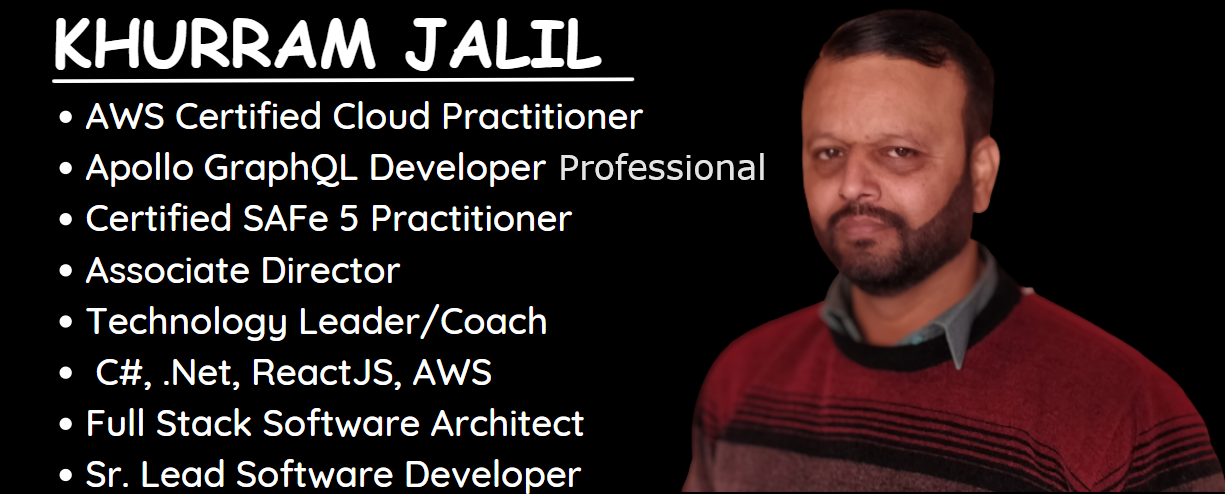 KHURRAM JALIL
• AWS Certified Cloud Practitioner
• Apollo GraphQL Developer Professional
• Certified SAFe 5 Practitioner
• Associate Director
• Technology Leader/Coach
• C#, .Net, ReactJS, AWS
• Full Stack Software Architect
• Sr. Lead Software Developer